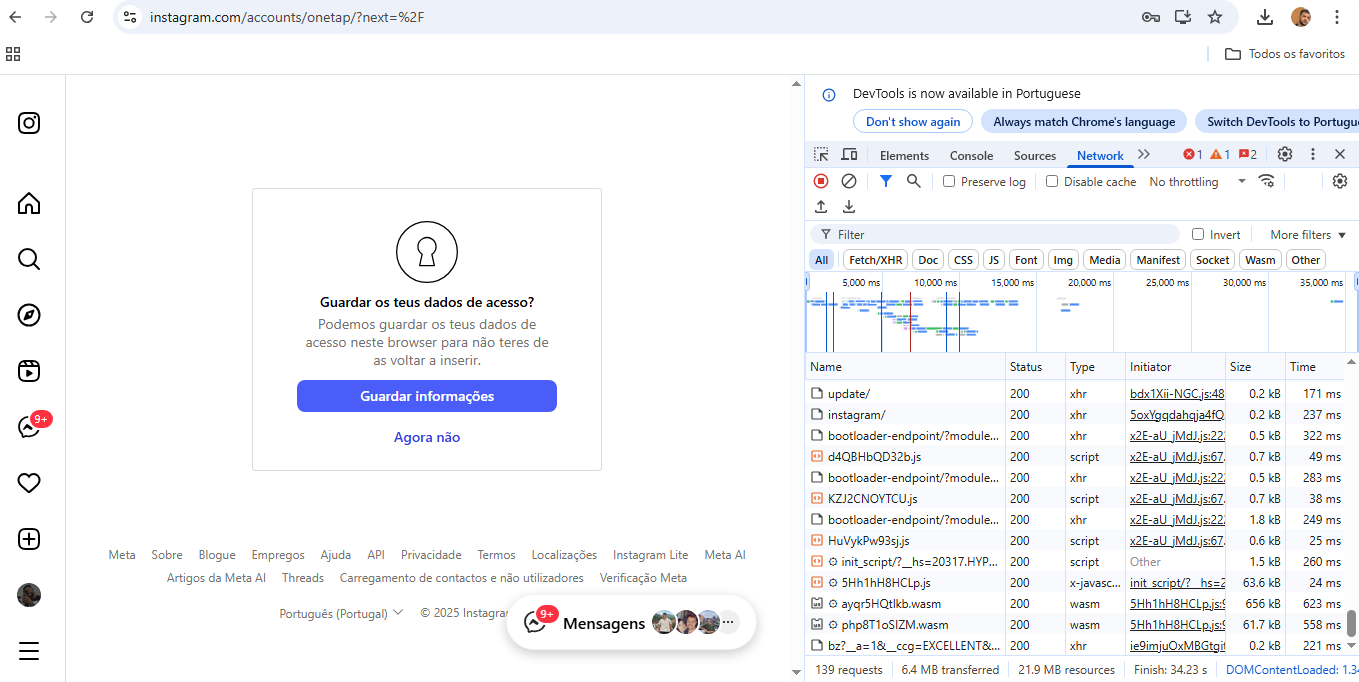 instagram.com/accounts/onetap/?next=%2F
Todos os favoritos
Guardar os teus dados de acesso?
Podemos guardar os teus dados de
acesso neste browser para não teres de
as voltar a inserir.
Guardar informações
Agora não
9+
Meta Sobre Blogue Empregos Ajuda API Privacidade Termos Localizações Instagram Lite Meta AI
Artigos da Meta AI Threads Carregamento de contactos e não utilizadores Verificação Meta
Português (Portugal) © 2025 Instagram
9+ Mensagens
DevTools is now available in Portuguese
Don't show again Always match Chrome's language Switch DevTools to Portugue
Elements Console Sources Network 1 1 2
Preserve log Disable cache No throttling
Filter Invert More filters
All Fetch/XHR Doc CSS JS Font Img Media Manifest Socket Wasm Other
5,000 ms 10,000 ms 15,000 ms 20,000 ms 25,000 ms 30,000 ms 35,000 ms
Name Status Type Initiator Size Time
update/ 200 xhr bdx1Xii-NGC.js:48 0.2 kB 171 ms
instagram/ 200 xhr 5oxYgqdahqja4fQ 0.2 kB 237 ms
bootloader-endpoint/?module... 200 xhr x2E-aU_jMdJ.js:222 0.5 kB 322 ms
d4QBHbQD32b.js 200 script x2E-aU_jMdJ.js:67 0.7 kB 49 ms
bootloader-endpoint/?module... 200 xhr x2E-aU_jMdJ.js:222 0.5 kB 283 ms
KZJ2CNOYTCU.js 200 script x2E-aU_jMdJ.js:67 0.7 kB 38 ms
bootloader-endpoint/?module... 200 xhr x2E-aU_jMdJ.js:222 1.8 kB 249 ms
HuVykPw93sj.js 200 script x2E-aU_jMdJ.js:67 0.6 kB 25 ms
init_script/?__hs=20317.HYP... 200 script Other 1.5 kB 260 ms
5Hh1hH8HCLp.js 200 x-javasc... init_script/?__hs=2 63.6 kB 24 ms
ayqr5HQtIkb.wasm 200 wasm 5Hh1hH8HCLp.js:9 656 kB 623 ms
php8T1oSIZM.wasm 200 wasm 5Hh1hH8HCLp.js:9 61.7 kB 558 ms
bz?__a=1&__ccg=EXCELLENT&... 200 xhr ie9imjuOxMBGtgit 0.2 kB 221 ms
139 requests 6.4 MB transferred 21.9 MB resources Finish: 34.23 s DOMContentLoaded: 1.34